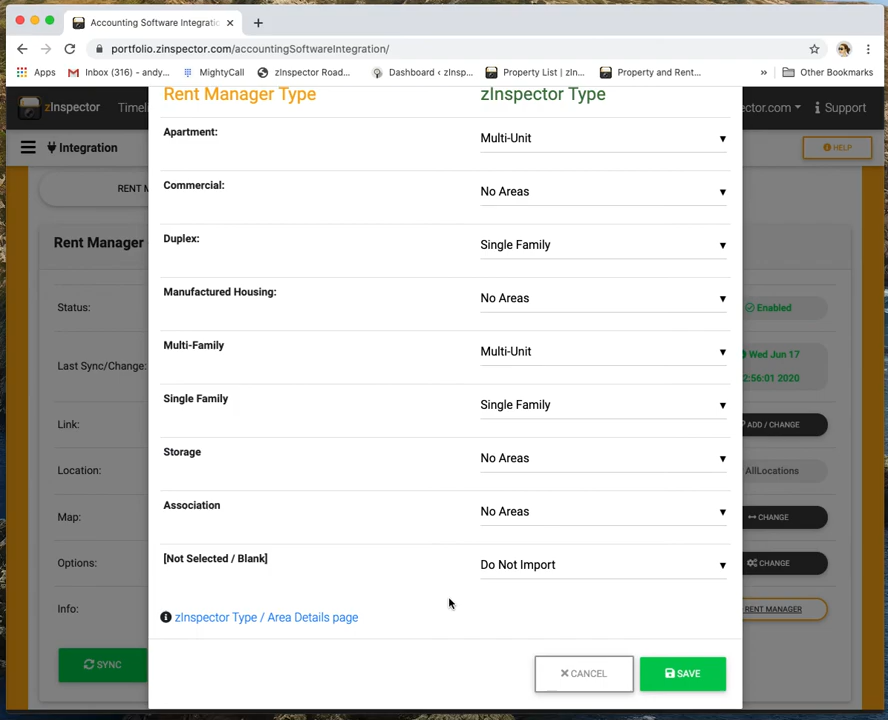 Accounting Software Integratio
portfolio.zinspector.com/accountingSoftwareIntegration/
Apps Inbox (316) - andy... MightyCall zInspector Road... Dashboard ‹ zInsp... Property List | zIn... Property and Rent... » Other Bookmarks
zInspector Timeli ector.com Support
Integration HELP
Rent Manager Type zInspector Type
Apartment: Multi-Unit
Commercial: No Areas
RENT M
Duplex: Single Family
Rent Manager
Manufactured Housing: No Areas
Status: Enabled
Multi-Family Multi-Unit
Last Sync/Change: Wed Jun 17
2:56:01 2020
Single Family Single Family
Link: ADD / CHANGE
Storage No Areas
Location: AllLocations
Association No Areas
Map: CHANGE
[Not Selected / Blank] Do Not Import
Options: CHANGE
Info: RENT MANAGER
zInspector Type / Area Details page
SYNC
CANCEL SAVE